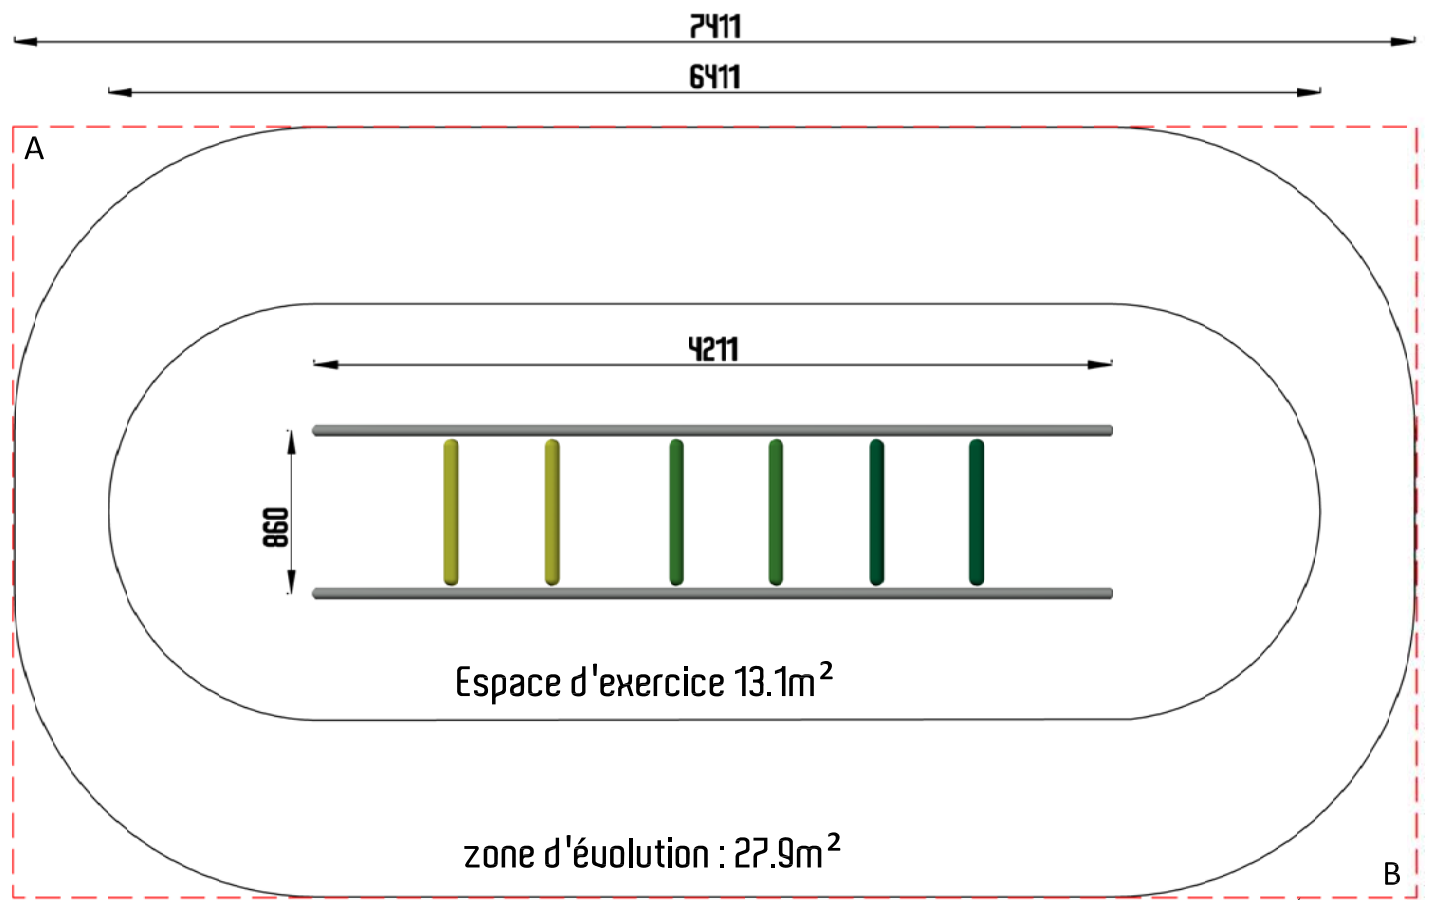 7411
6411
A
4211
860
Espace d'exercice 13.1m²
zone d'évolution : 27.9m²
B